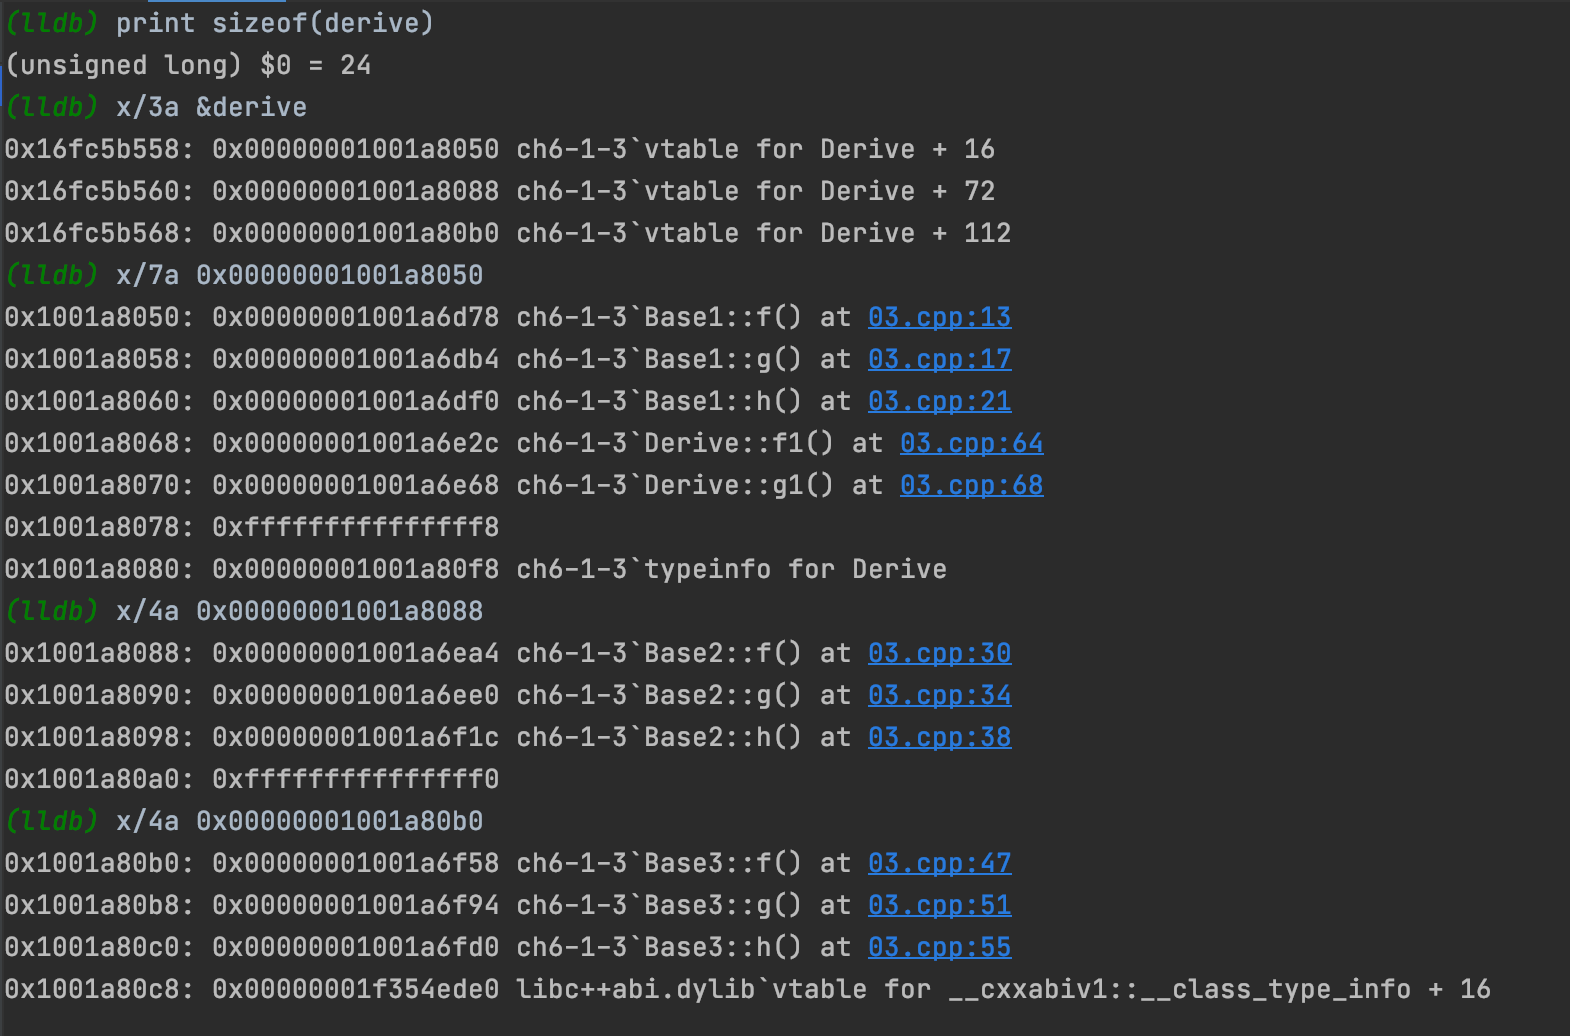 (lldb) print sizeof(derive)
(unsigned long) $0 = 24
(lldb) x/3a &derive
0x16fc5b558: 0x00000001001a8050 ch6-1-3`vtable for Derive + 16
0x16fc5b560: 0x00000001001a8088 ch6-1-3`vtable for Derive + 72
0x16fc5b568: 0x00000001001a80b0 ch6-1-3`vtable for Derive + 112
(lldb) x/7a 0x00000001001a8050
0x1001a8050: 0x00000001001a6d78 ch6-1-3`Base1::f() at 03.cpp:13
0x1001a8058: 0x00000001001a6db4 ch6-1-3`Base1::g() at 03.cpp:17
0x1001a8060: 0x00000001001a6df0 ch6-1-3`Base1::h() at 03.cpp:21
0x1001a8068: 0x00000001001a6e2c ch6-1-3`Derive::f1() at 03.cpp:64
0x1001a8070: 0x00000001001a6e68 ch6-1-3`Derive::g1() at 03.cpp:68
0x1001a8078: 0xfffffffffffffff8
0x1001a8080: 0x00000001001a80f8 ch6-1-3`typeinfo for Derive
(lldb) x/4a 0x00000001001a8088
0x1001a8088: 0x00000001001a6ea4 ch6-1-3`Base2::f() at 03.cpp:30
0x1001a8090: 0x00000001001a6ee0 ch6-1-3`Base2::g() at 03.cpp:34
0x1001a8098: 0x00000001001a6f1c ch6-1-3`Base2::h() at 03.cpp:38
0x1001a80a0: 0xfffffffffffffff0
(lldb) x/4a 0x00000001001a80b0
0x1001a80b0: 0x00000001001a6f58 ch6-1-3`Base3::f() at 03.cpp:47
0x1001a80b8: 0x00000001001a6f94 ch6-1-3`Base3::g() at 03.cpp:51
0x1001a80c0: 0x00000001001a6fd0 ch6-1-3`Base3::h() at 03.cpp:55
0x1001a80c8: 0x00000001f354ede0 libc++abi.dylib`vtable for __cxxabiv1::__class_type_info + 16